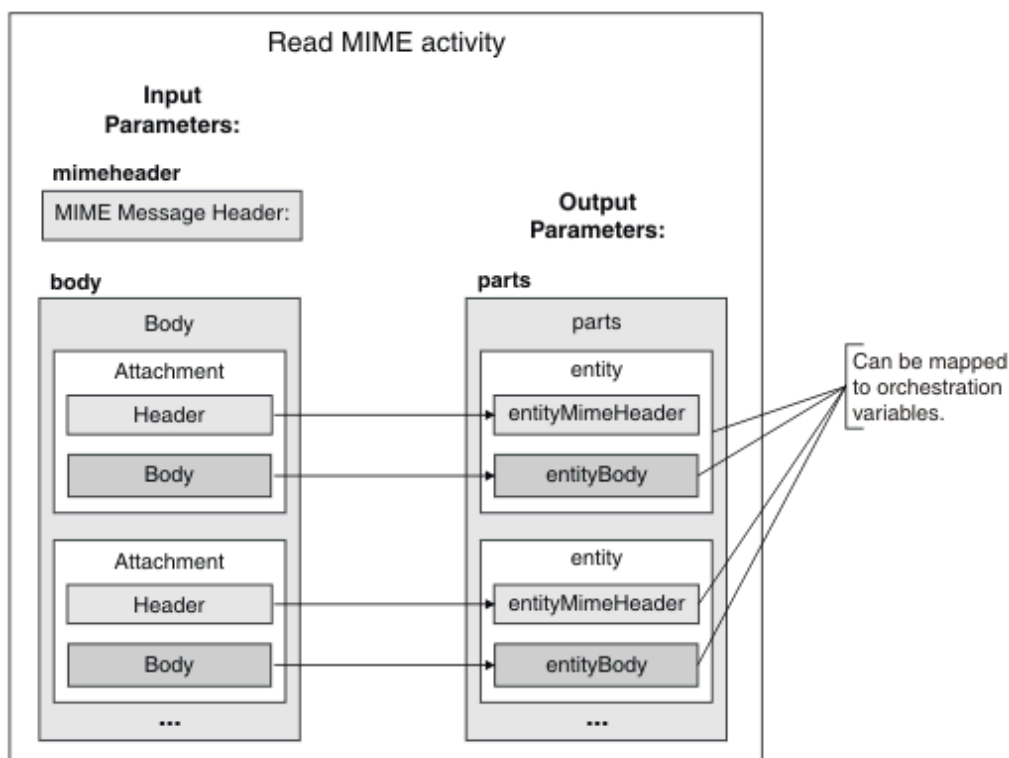 Read MIME activity
Input
Parameters:
mimeheader
MIME Message Header:
body
Body
Attachment
Header
Body
Attachment
Header
Body
...
Output
Parameters:
parts
parts
entity
entityMimeHeader
entityBody
entity
entityMimeHeader
entityBody
...
Can be mapped
to orchestration
variables.